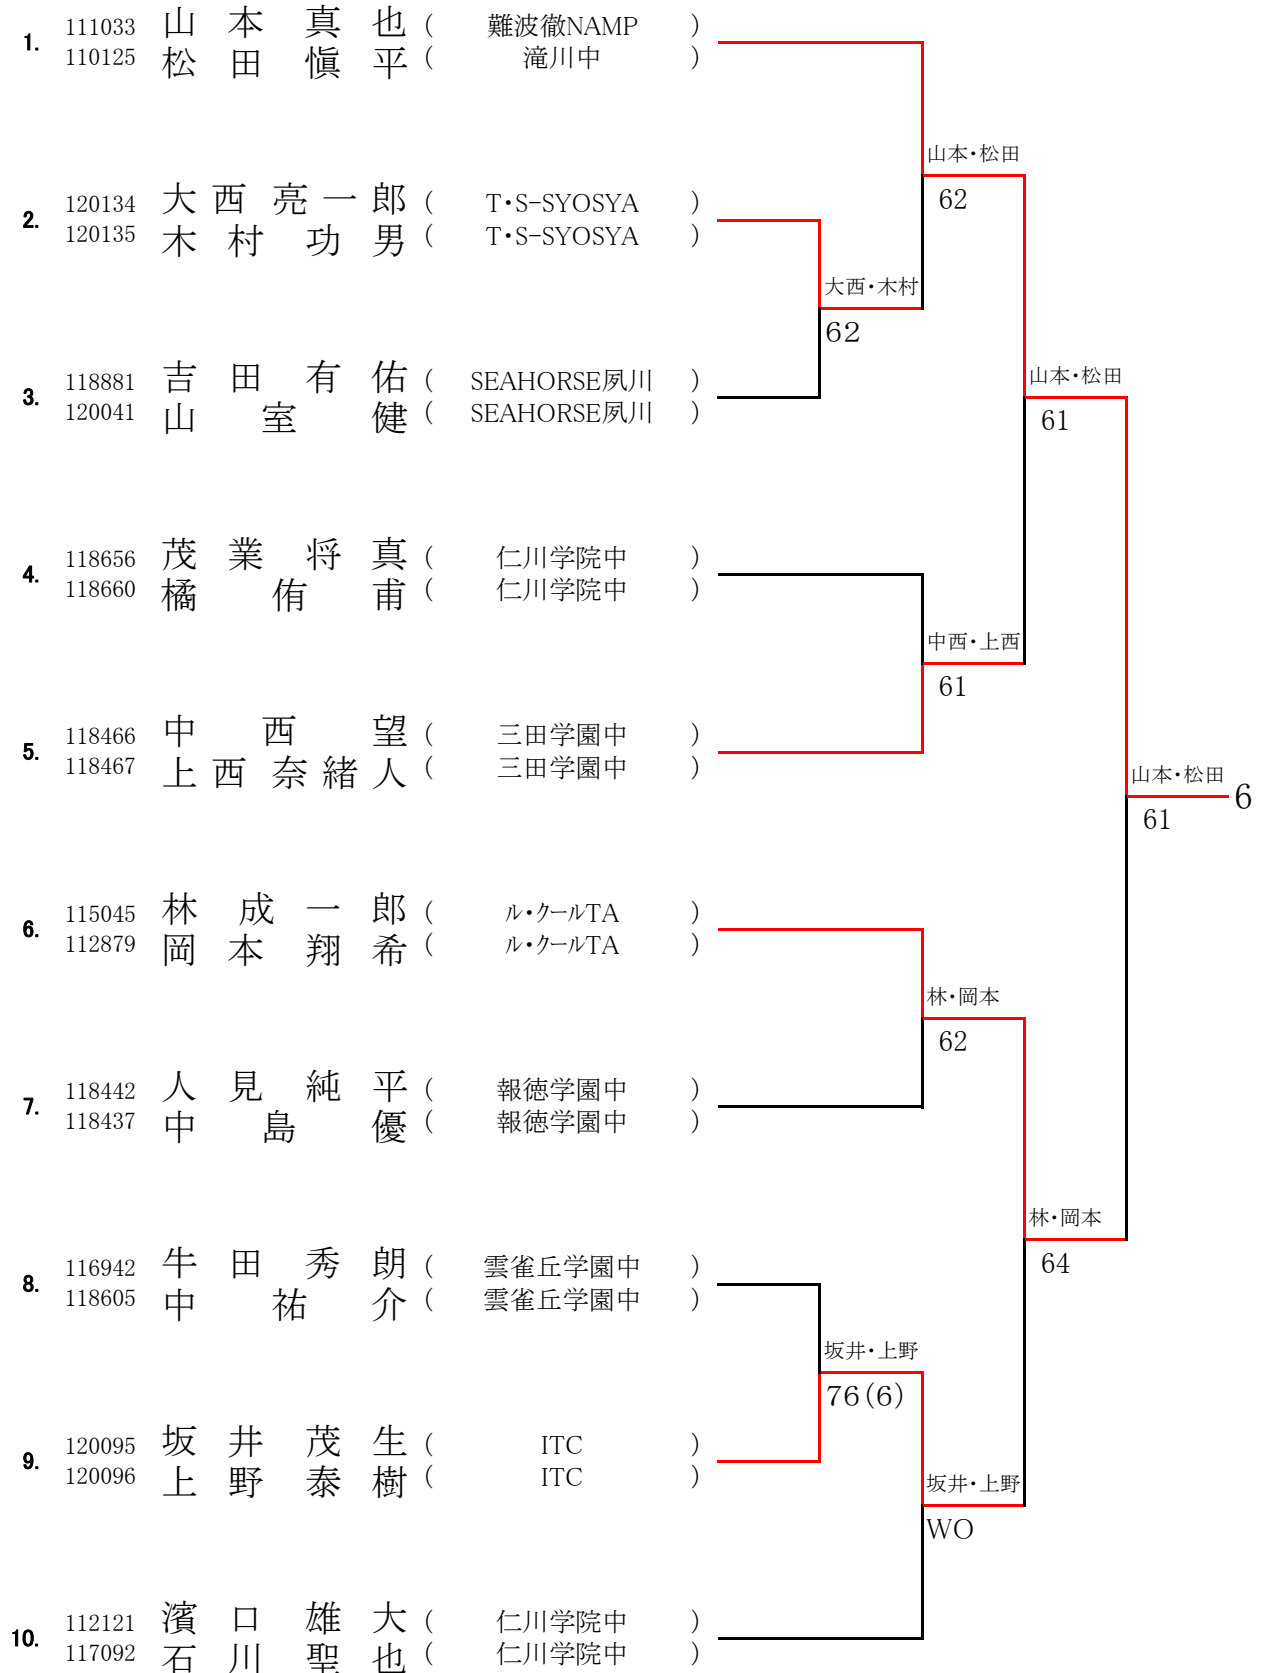 1. 111033 山本真也 ( 難波徹NAMP )
110125 松田愼平 ( 滝川中 )
山本・松田
62
2. 120134 大西亮一郎 ( T・S−SYOSYA )
120135 木村功男 ( T・S−SYOSYA )
大西・木村
62
3. 118881 吉田有佑 ( SEAHORSE夙川 )
120041 山室健 ( SEAHORSE夙川 )
山本・松田
61
4. 118656 茂業将真 ( 仁川学院中 )
118660 橘侑甫 ( 仁川学院中 )
中西・上西
61
5. 118466 中西望 ( 三田学園中 )
118467 上西奈緒人 ( 三田学園中 )
山本・松田
6
61
6. 115045 林成一郎 ( ル・クールTA )
112879 岡本翔希 ( ル・クールTA )
林・岡本
62
7. 118442 人見純平 ( 報徳学園中 )
118437 中島優 ( 報徳学園中 )
林・岡本
64
8. 116942 牛田秀朗 ( 雲雀丘学園中 )
118605 中祐介 ( 雲雀丘学園中 )
坂井・上野
76(6)
9. 120095 坂井茂生 ( ITC )
120096 上野泰樹 ( ITC )
坂井・上野
WO
10. 112121 濱口雄大 ( 仁川学院中 )
117092 石川聖也 ( 仁川学院中 )